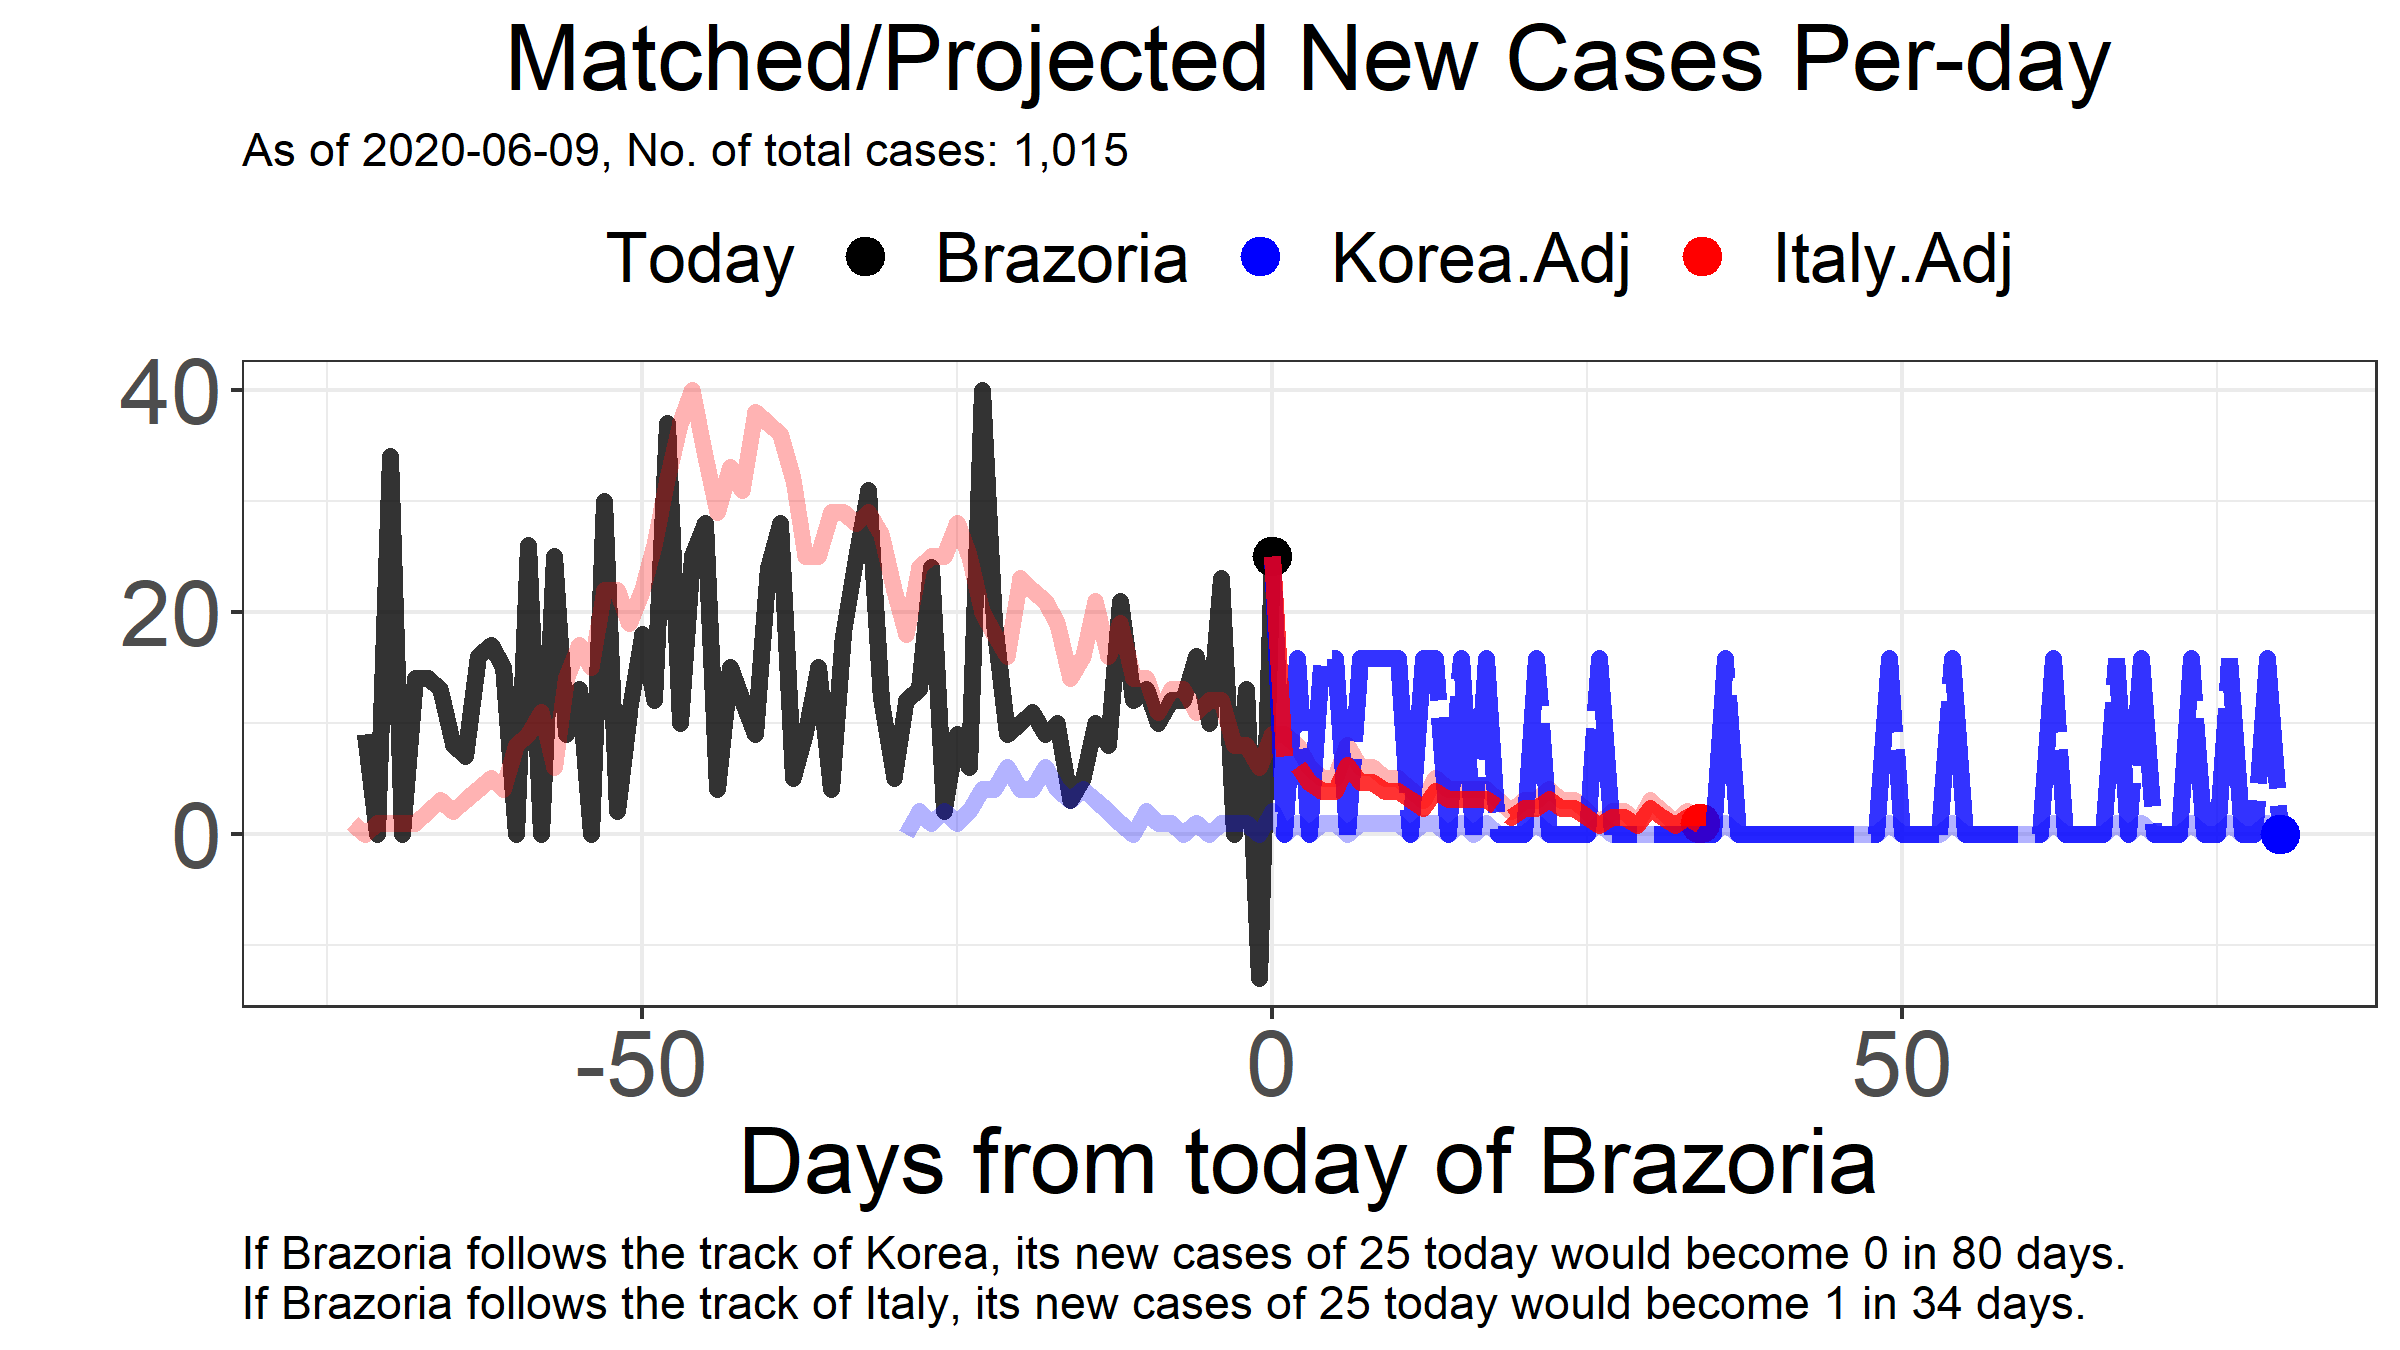 Matched/Projected New Cases Per-day
As of 2020-06-09, No. of total cases: 1,015
Today Brazoria Korea.Adj Italy.Adj
40
20
0
-50 0 50
Days from today of Brazoria
If Brazoria follows the track of Korea, its new cases of 25 today would become 0 in 80 days.
If Brazoria follows the track of Italy, its new cases of 25 today would become 1 in 34 days.